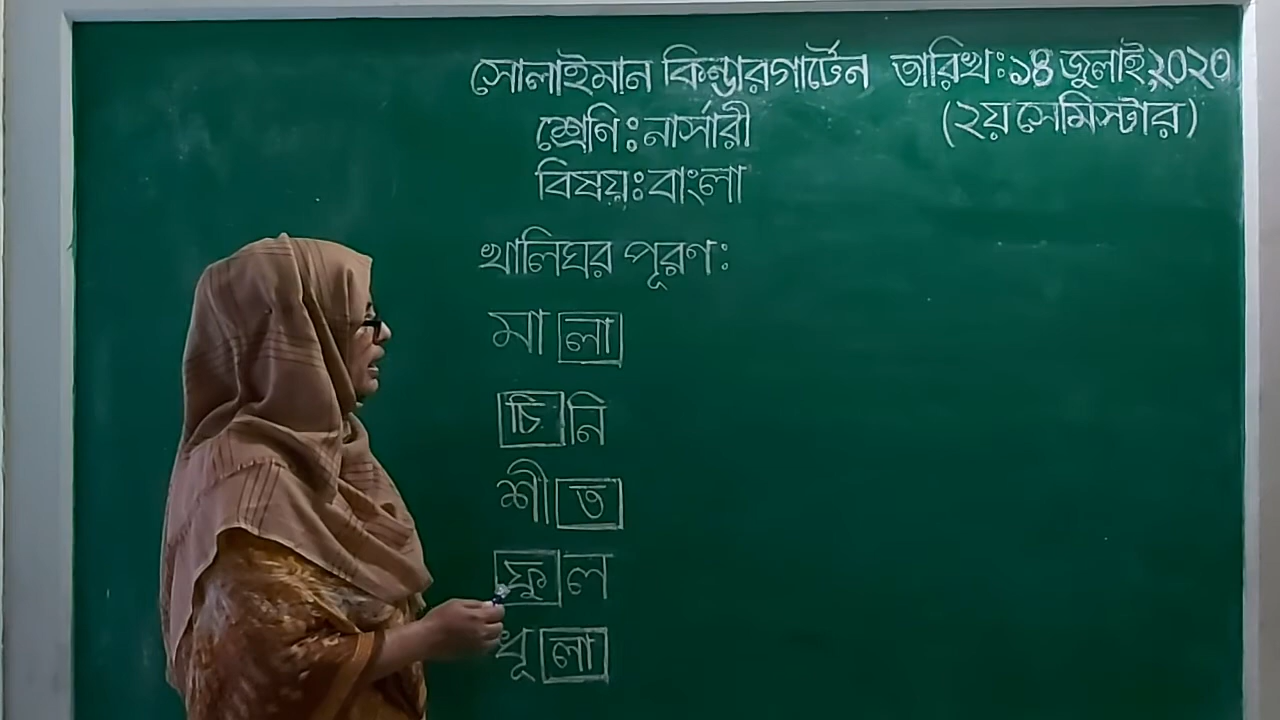 সোলাইমান কিন্ডারগার্টেন তারিখঃ১৪ জুলাই,২০২০
শ্রেণিঃনার্সারী (২য় সেমিস্টার)
বিষয়ঃবাংলা
খালিঘর পূরণঃ
মা লা
চি নি
শী ত
ফু ল
ধূ লা